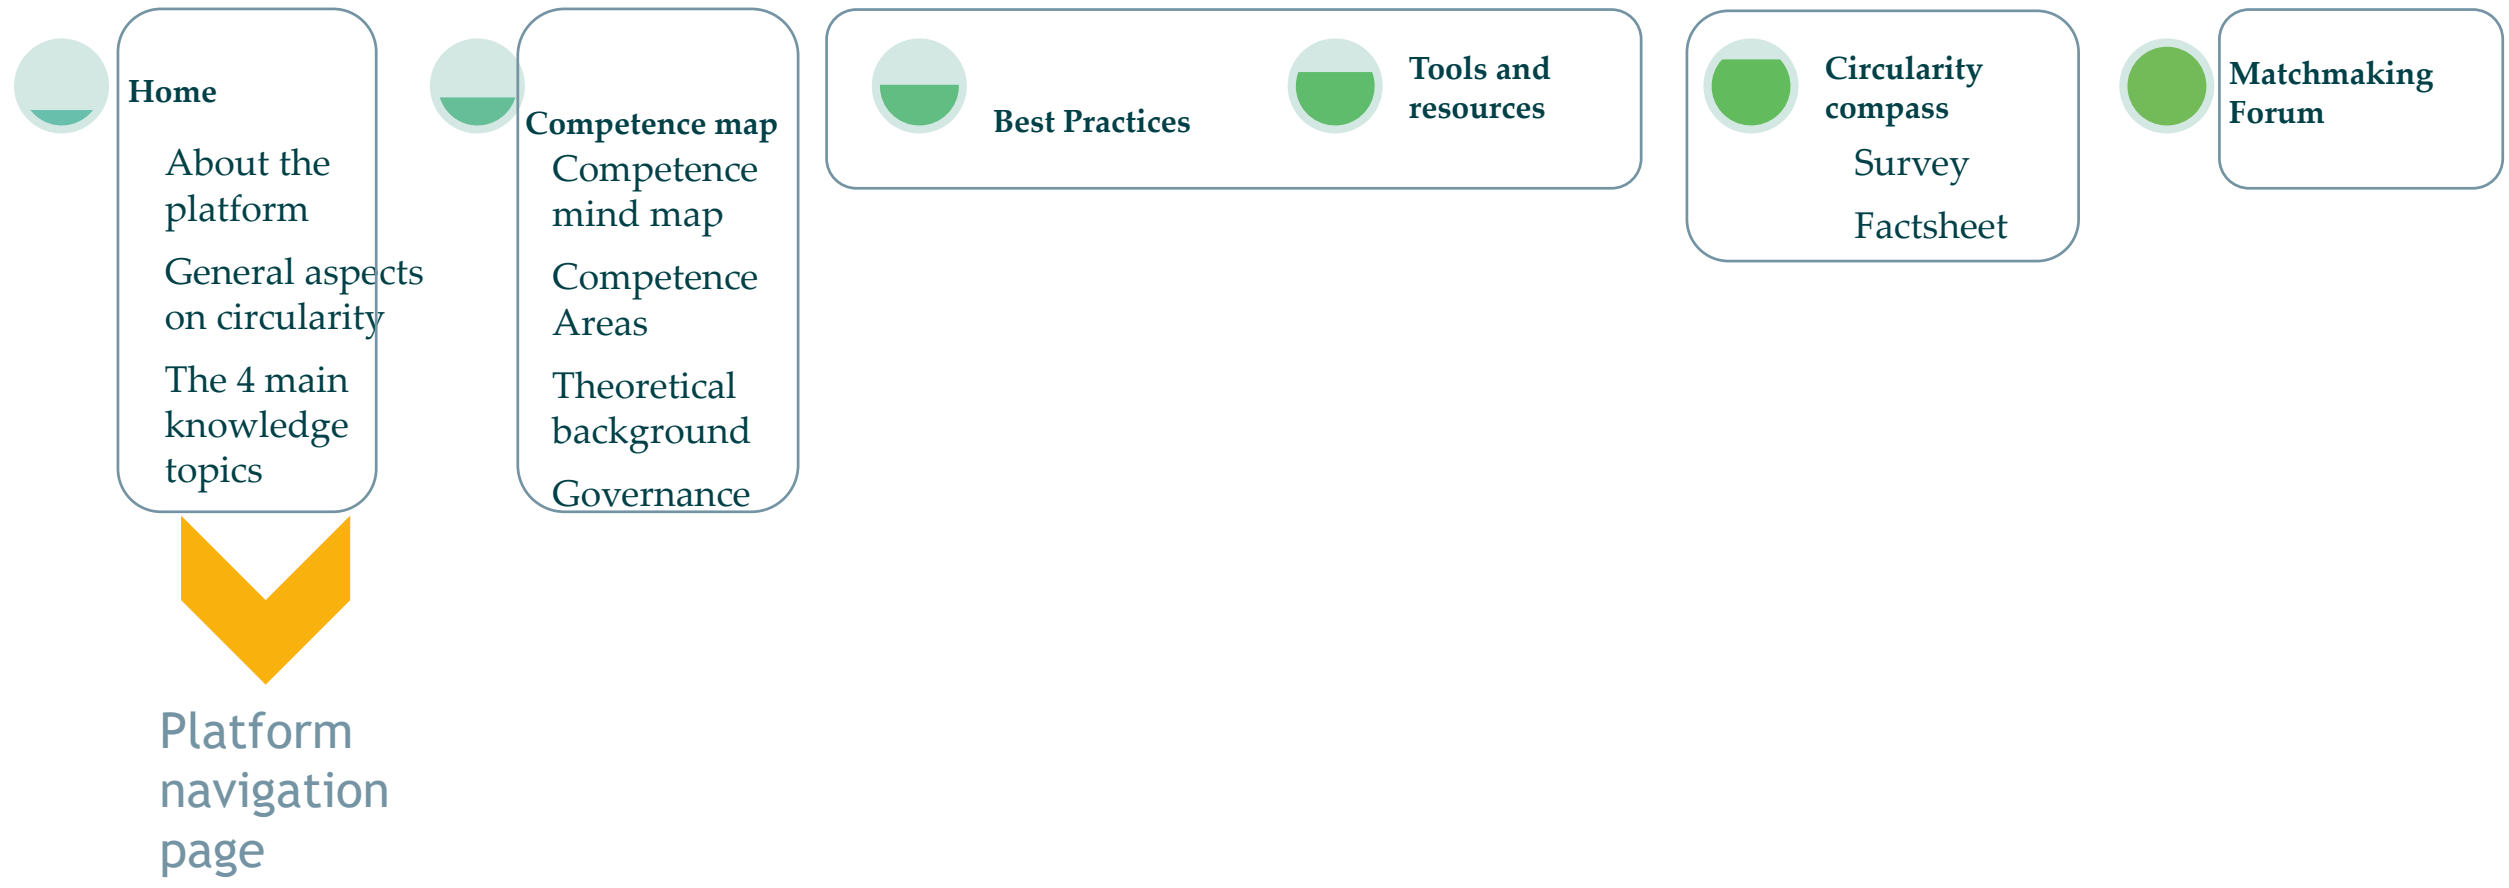 Home
About the
platform
General aspects
on circularity
The 4 main
knowledge
topics
Platform
navigation
page
Competence map
Competence
mind map
Competence
Areas
Theoretical
background
Governance
Best Practices
Tools and
resources
Circularity
compass
Survey
Factsheet
Matchmaking
Forum